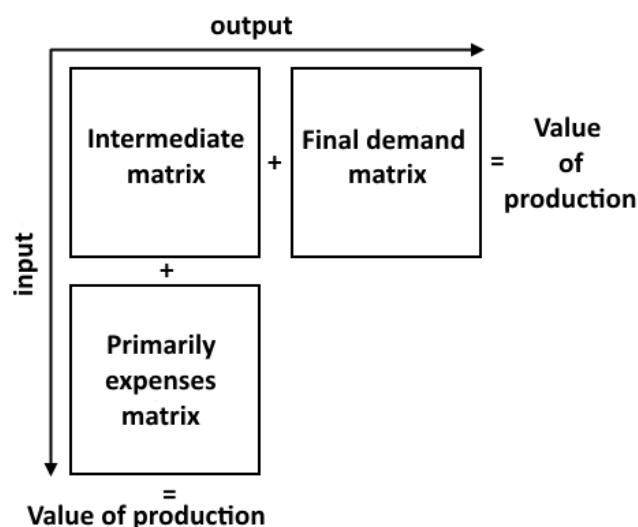 output
Intermediate
matrix
+
Final demand
matrix
=
Value
of
production
input
+
Primarily
expenses
matrix
=
Value of production